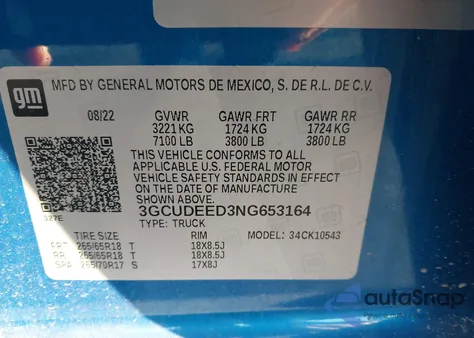 gm
MFD BY GENERAL MOTORS DE MEXICO, S. DE R.L. DE C.V.
08/22 GVWR GAWR FRT GAWR RR
3221 KG 1724 KG 1724 KG
7100 LB 3800 LB 3800 LB
THIS VEHICLE CONFORMS TO ALL
APPLICABLE U.S. FEDERAL MOTOR
VEHICLE SAFETY STANDARDS IN EFFECT
ON THE DATE OF MANUFACTURE
SHOWN ABOVE.
3GCUDEED3NG653164
327E TYPE: TRUCK MODEL: 34CK10543
TIRE SIZE RIM
FRT 265/65R18 T 18X8.5J
RR 265/65R18 T 18X8.5J
SPA 265/70R17 S 17X8J
autoSnap